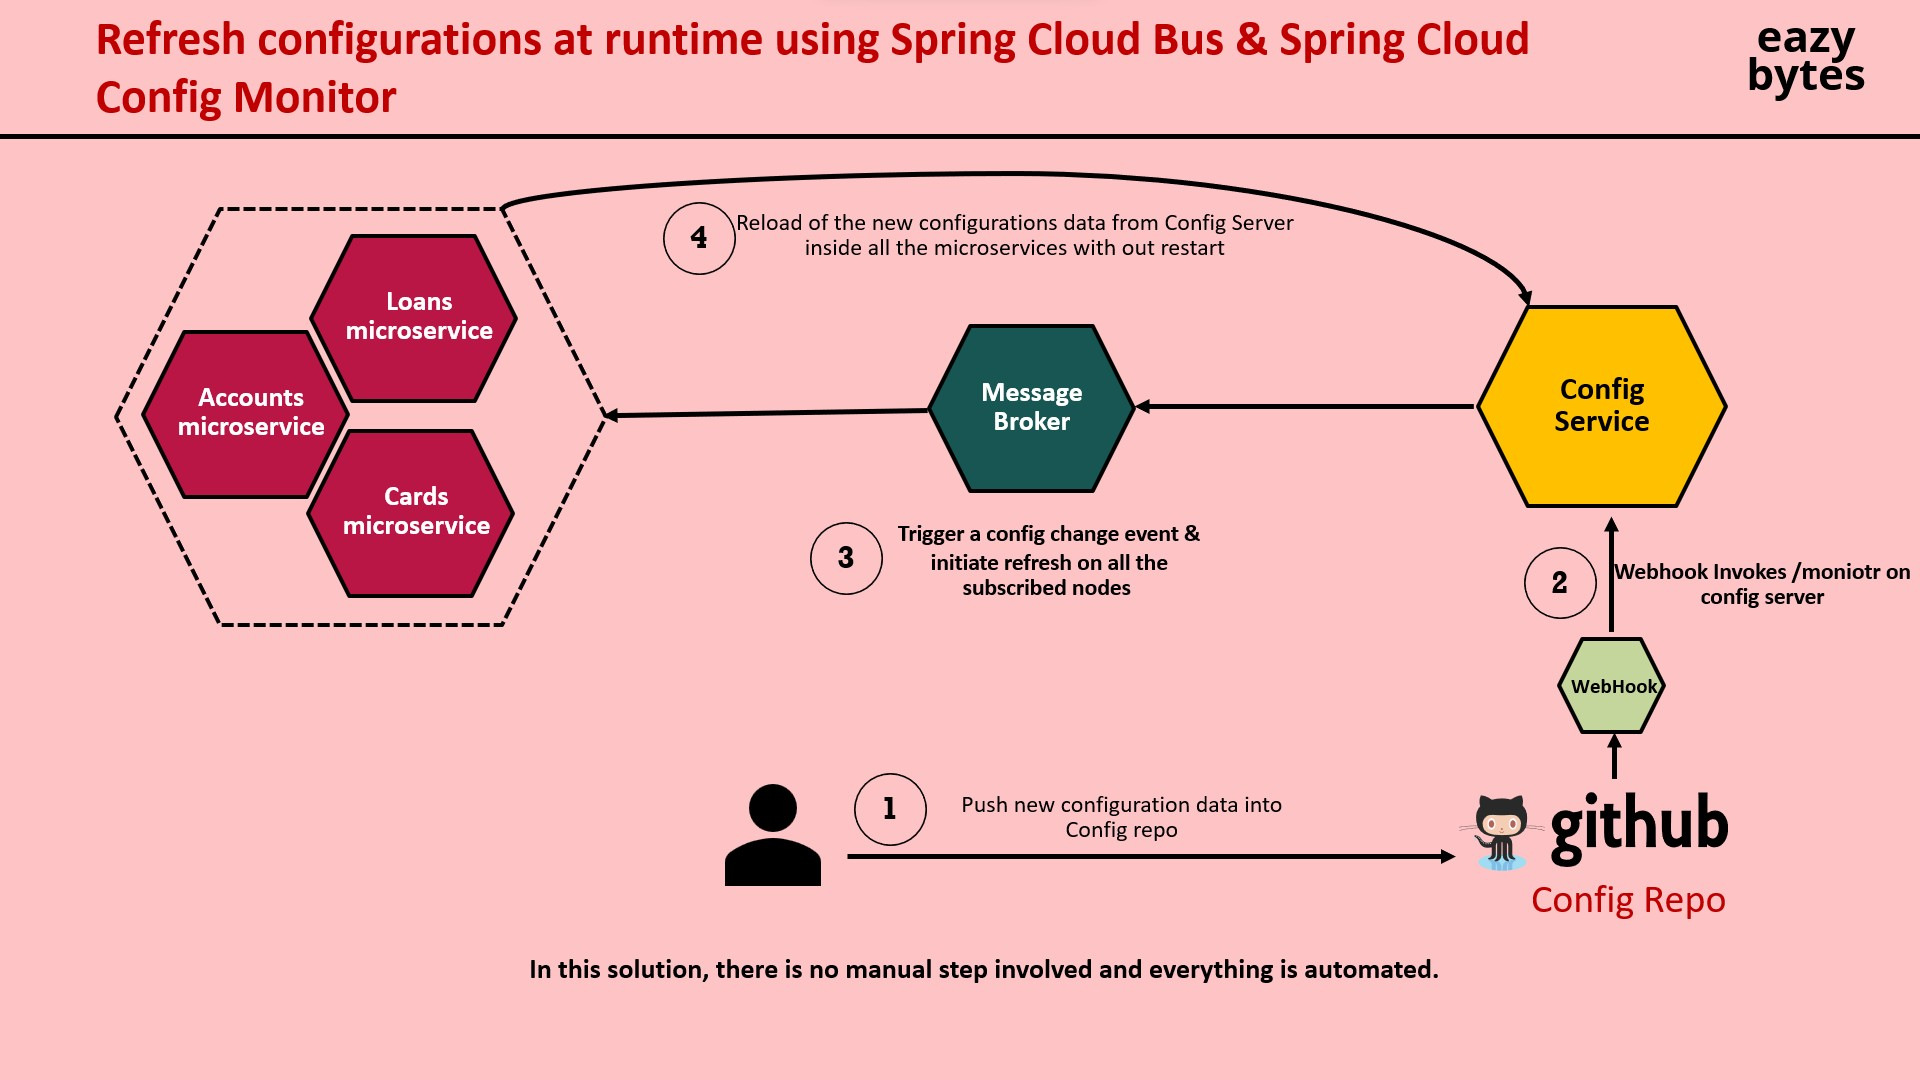 Refresh configurations at runtime using Spring Cloud Bus & Spring Cloud
Config Monitor
eazy
bytes
4
Reload of the new configurations data from Config Server
inside all the microservices with out restart
Loans
microservice
Accounts
microservice
Cards
microservice
Message
Broker
Config
Service
3
Trigger a config change event &
initiate refresh on all the
subscribed nodes
2
Webhook Invokes /moniotr on
config server
WebHook
1
Push new configuration data into
Config repo
github
Config Repo
In this solution, there is no manual step involved and everything is automated.